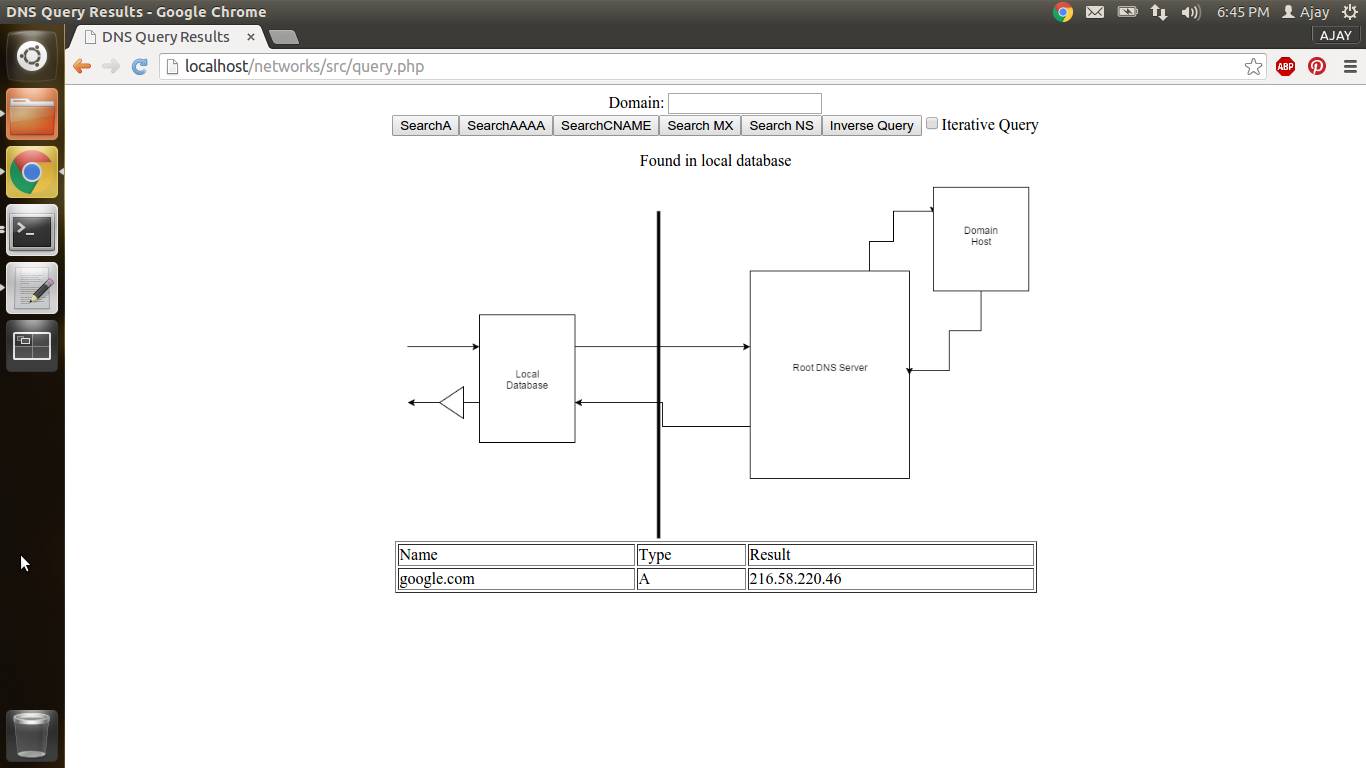 DNS Query Results - Google Chrome
6:45 PM Ajay
DNS Query Results ×
AJAY
localhost/networks/src/query.php
ABP
Domain:
SearchA SearchAAAA SearchCNAME Search MX Search NS Inverse Query Iterative Query
Found in local database
Domain
Host
Root DNS Server
Local
Database
Name Type Result
google.com A 216.58.220.46